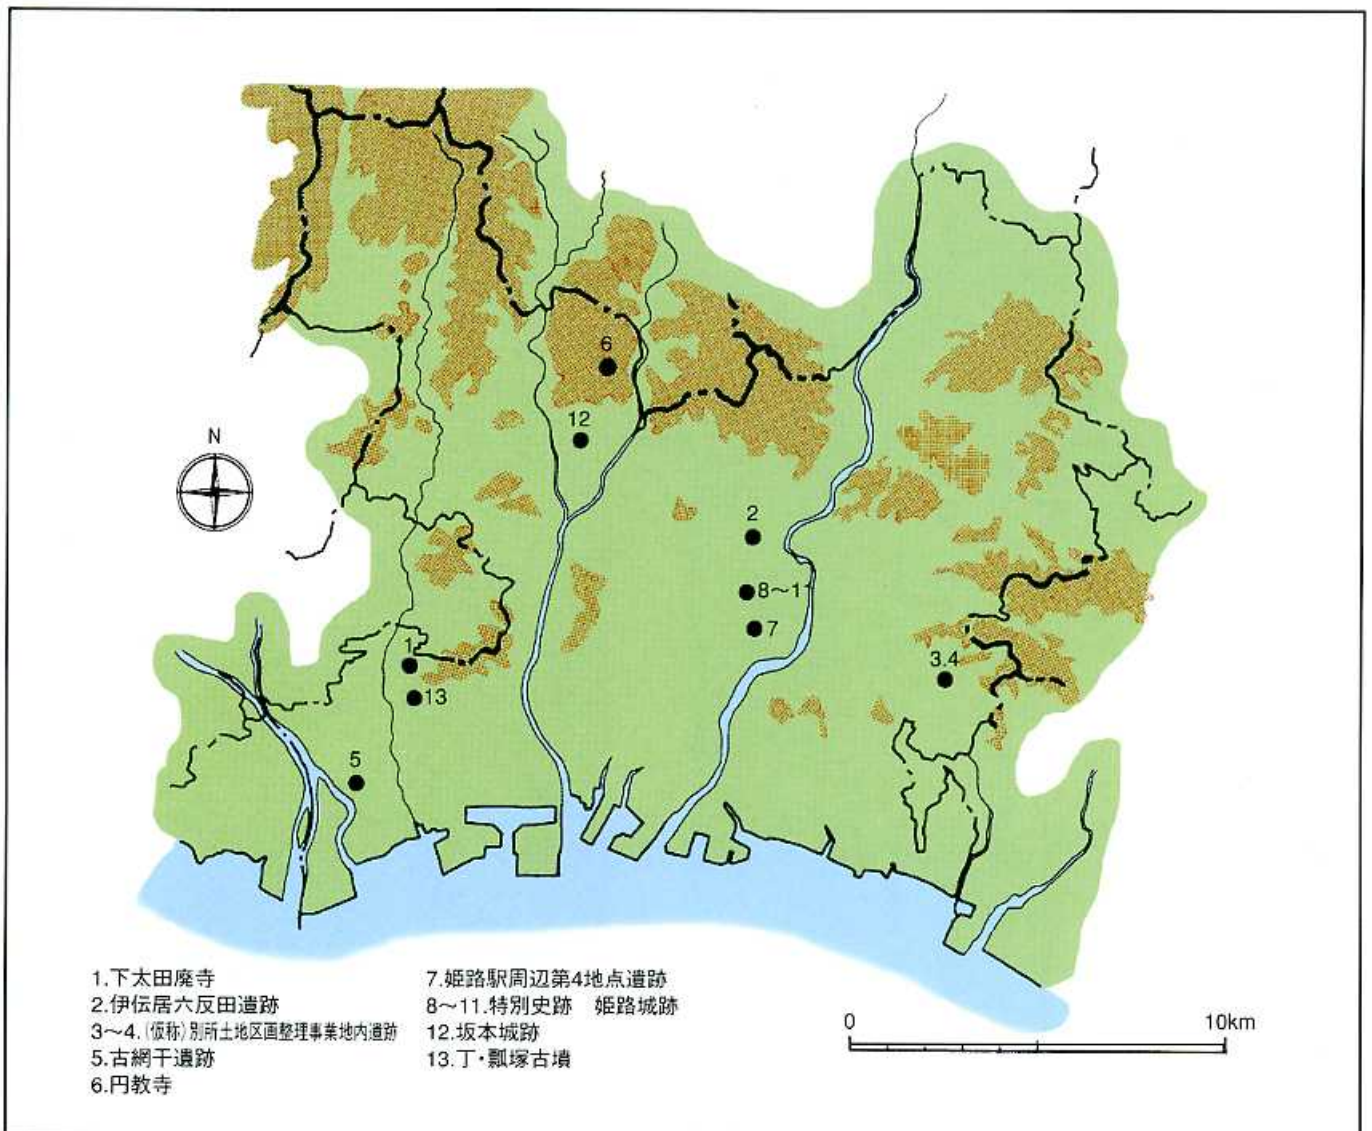 N
6
12
2
8～11
7
3.4
1
13
5
1.下太田廃寺
2.伊伝居六反田遺跡
3～4.(仮称)別所土地区画整理事業地内遺跡
5.古網干遺跡
6.円教寺
7.姫路駅周辺第4地点遺跡
8～11.特別史跡　姫路城跡
12.坂本城跡
13.丁・瓢塚古墳
0 10km